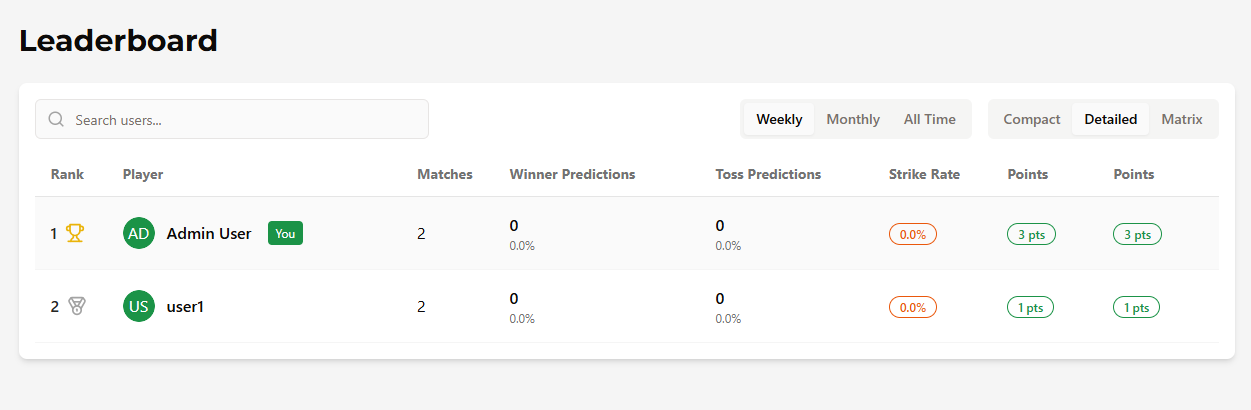 Leaderboard
Search users...
Weekly Monthly All Time Compact Detailed Matrix
Rank Player Matches Winner Predictions Toss Predictions Strike Rate Points Points
1 AD Admin User You 2 0 0.0% 0 0.0% 0.0% 3 pts 3 pts
2 US user1 2 0 0.0% 0 0.0% 0.0% 1 pts 1 pts